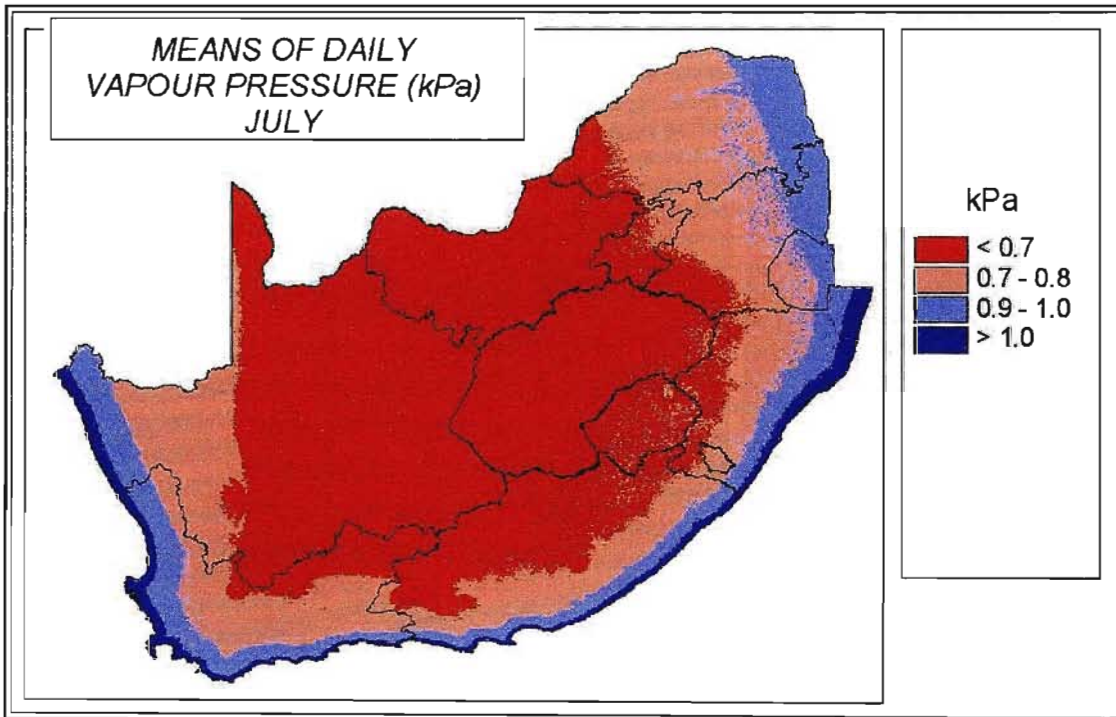 MEANS OF DAILY
VAPOUR PRESSURE (kPa)
JULY
kPa
< 0.7
0.7 - 0.8
0.9 - 1.0
> 1.0